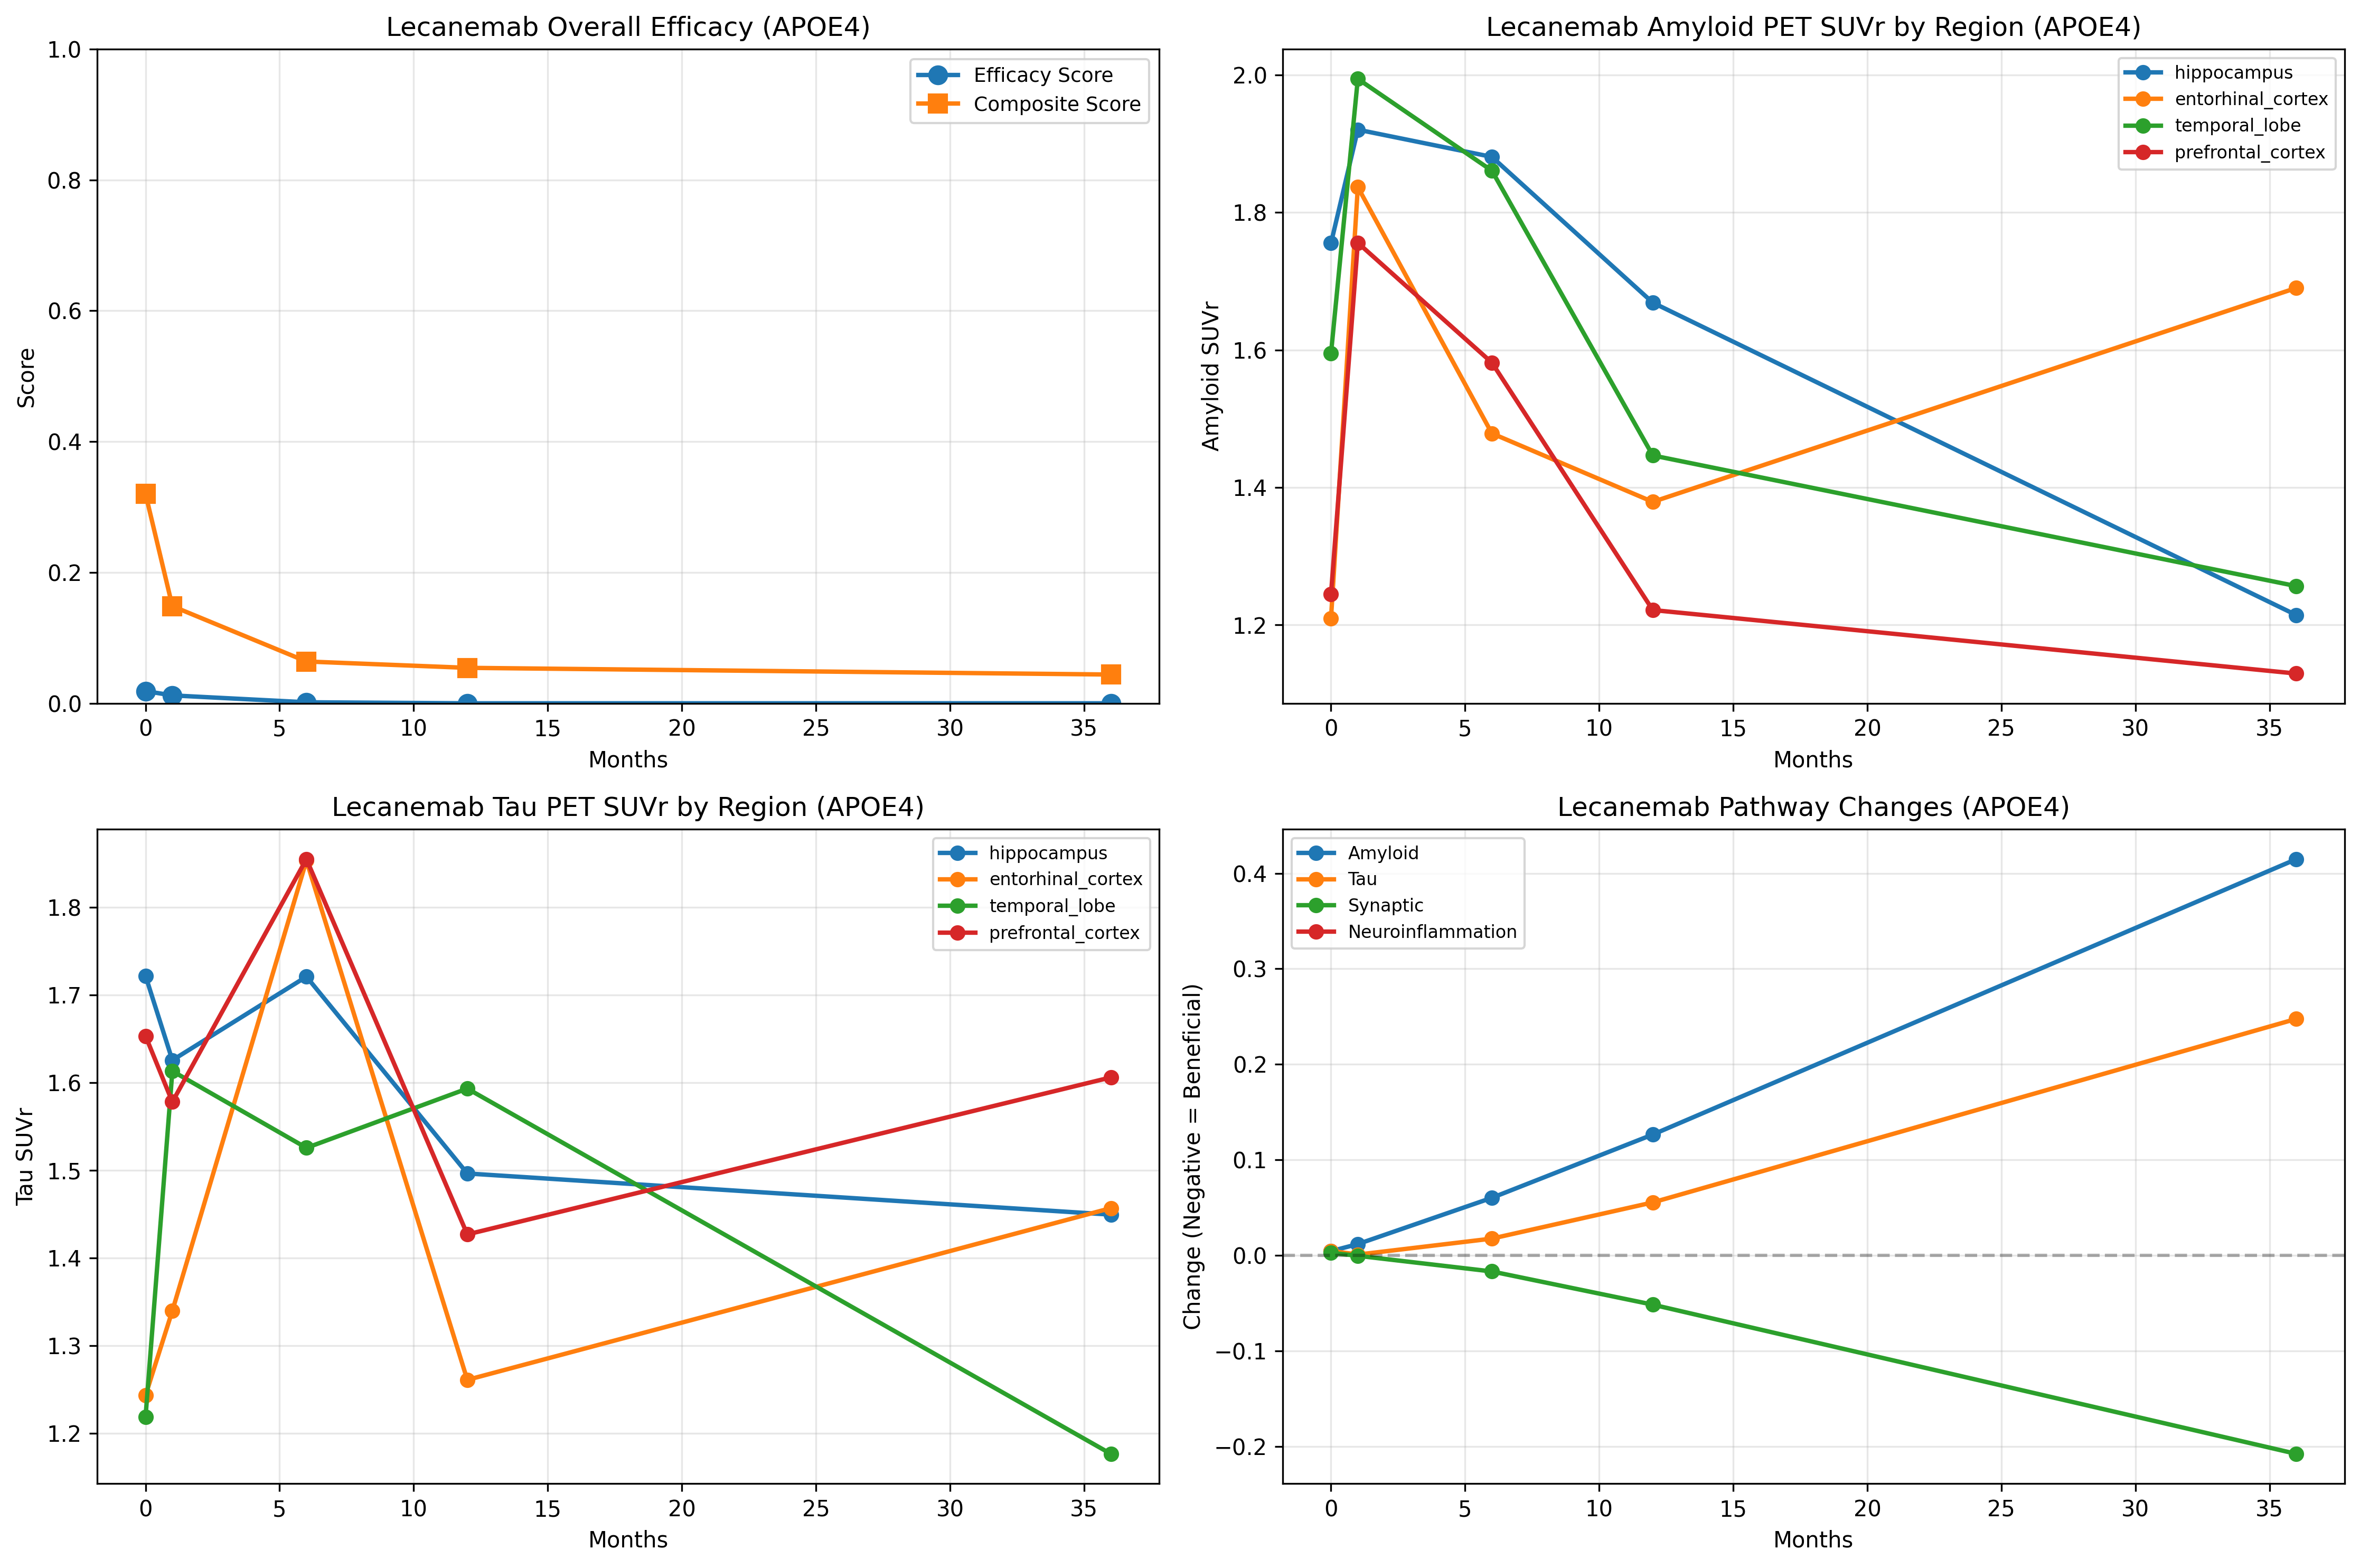 Lecanemab Overall Efficacy (APOE4)
1.0
0.8
0.6
0.4
0.2
0.0
Score
Efficacy Score
Composite Score
0 5 10 15 20 25 30 35
Months
Lecanemab Amyloid PET SUVr by Region (APOE4)
2.0
1.8
1.6
1.4
1.2
Amyloid SUVr
hippocampus
entorhinal_cortex
temporal_lobe
prefrontal_cortex
0 5 10 15 20 25 30 35
Months
Lecanemab Tau PET SUVr by Region (APOE4)
1.8
1.7
1.6
1.5
1.4
1.3
1.2
Tau SUVr
hippocampus
entorhinal_cortex
temporal_lobe
prefrontal_cortex
0 5 10 15 20 25 30 35
Months
Lecanemab Pathway Changes (APOE4)
0.4
0.3
0.2
0.1
0.0
−0.1
−0.2
Change (Negative = Beneficial)
Amyloid
Tau
Synaptic
Neuroinflammation
0 5 10 15 20 25 30 35
Months